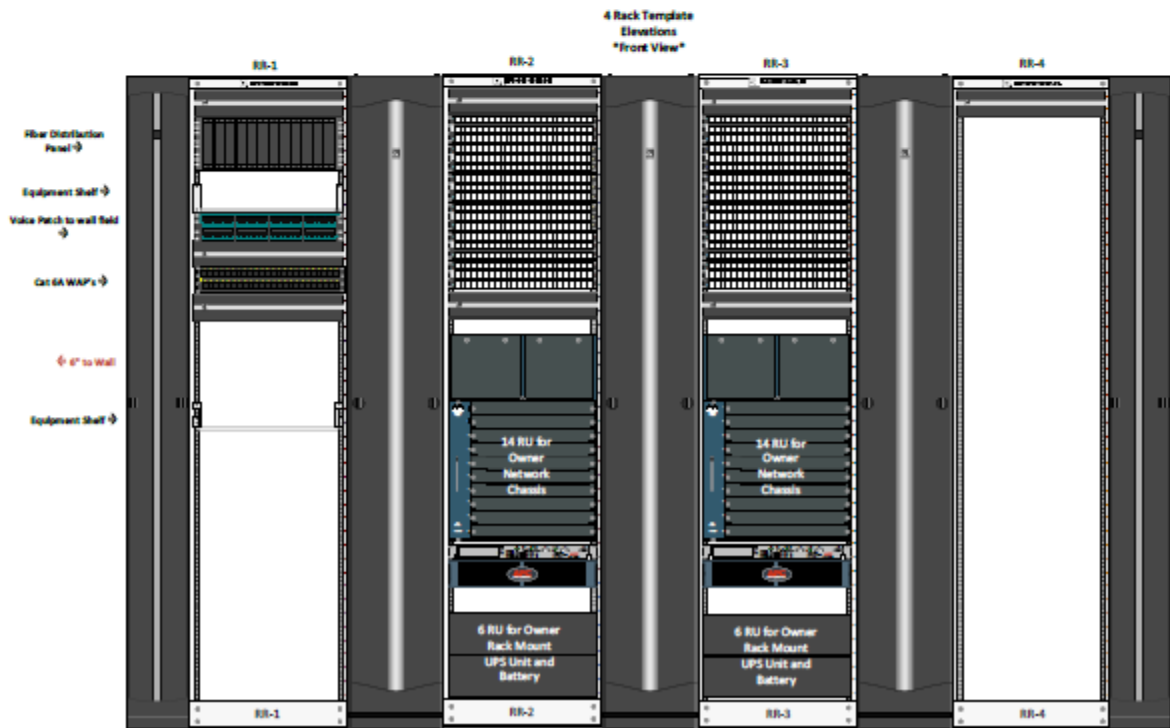 4 Rack Template
Elevations
*Front View*
RR-1
RR-2
RR-3
RR-4
Fiber Distribution
Panel →
Equipment Shelf →
Voice Patch to wall field
→
Cat 6A WAP's →
← 6" to Wall
Equipment Shelf →
14 RU for
Owner
Network
Chassis
14 RU for
Owner
Network
Chassis
6 RU for Owner
Rack Mount
UPS Unit and
Battery
6 RU for Owner
Rack Mount
UPS Unit and
Battery
RR-1
RR-2
RR-3
RR-4